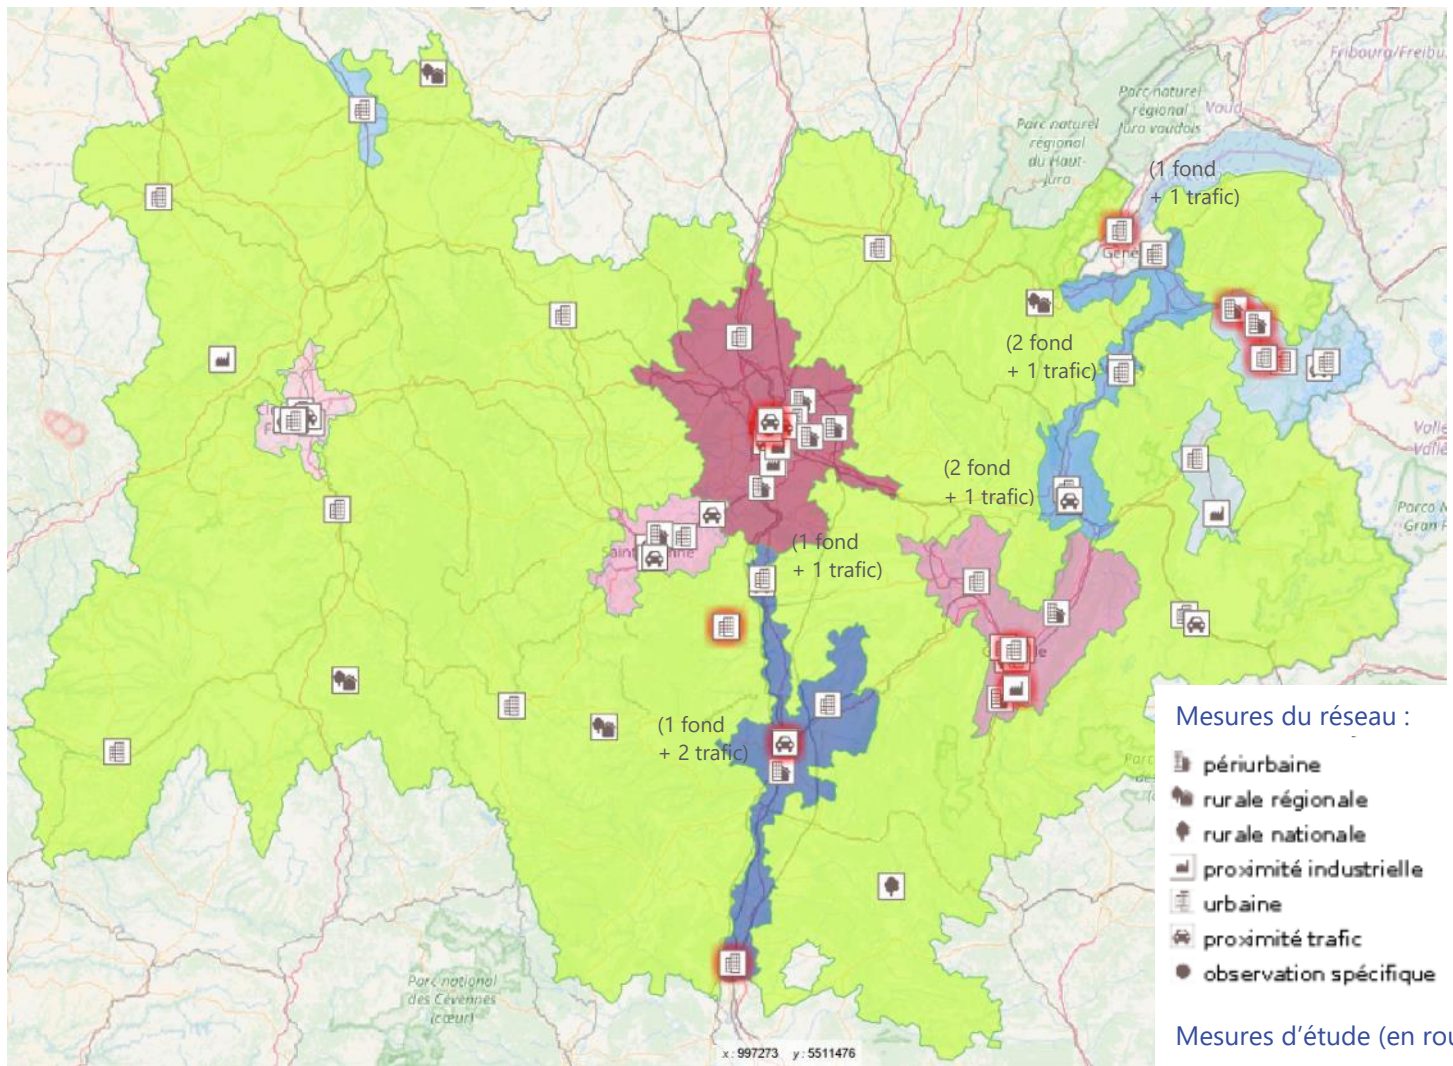 Fribourg/Freibu
Parc naturel
régional
Jura vaudois
Vaud
Parc naturel
régional
du Haut-
Jura
(1 fond
+ 1 trafic)
Genè
(2 fond
+ 1 trafic)
(2 fond
+ 1 trafic)
(1 fond
+ 1 trafic)
(1 fond
+ 2 trafic)
Parco N
Gran P
Parc national
des Cévennes
(cœur)
x : 997273 y : 5511476
Mesures du réseau :
périurbaine
rurale régionale
rurale nationale
proximité industrielle
urbaine
proximité trafic
observation spécifique
Mesures d'étude (en rou